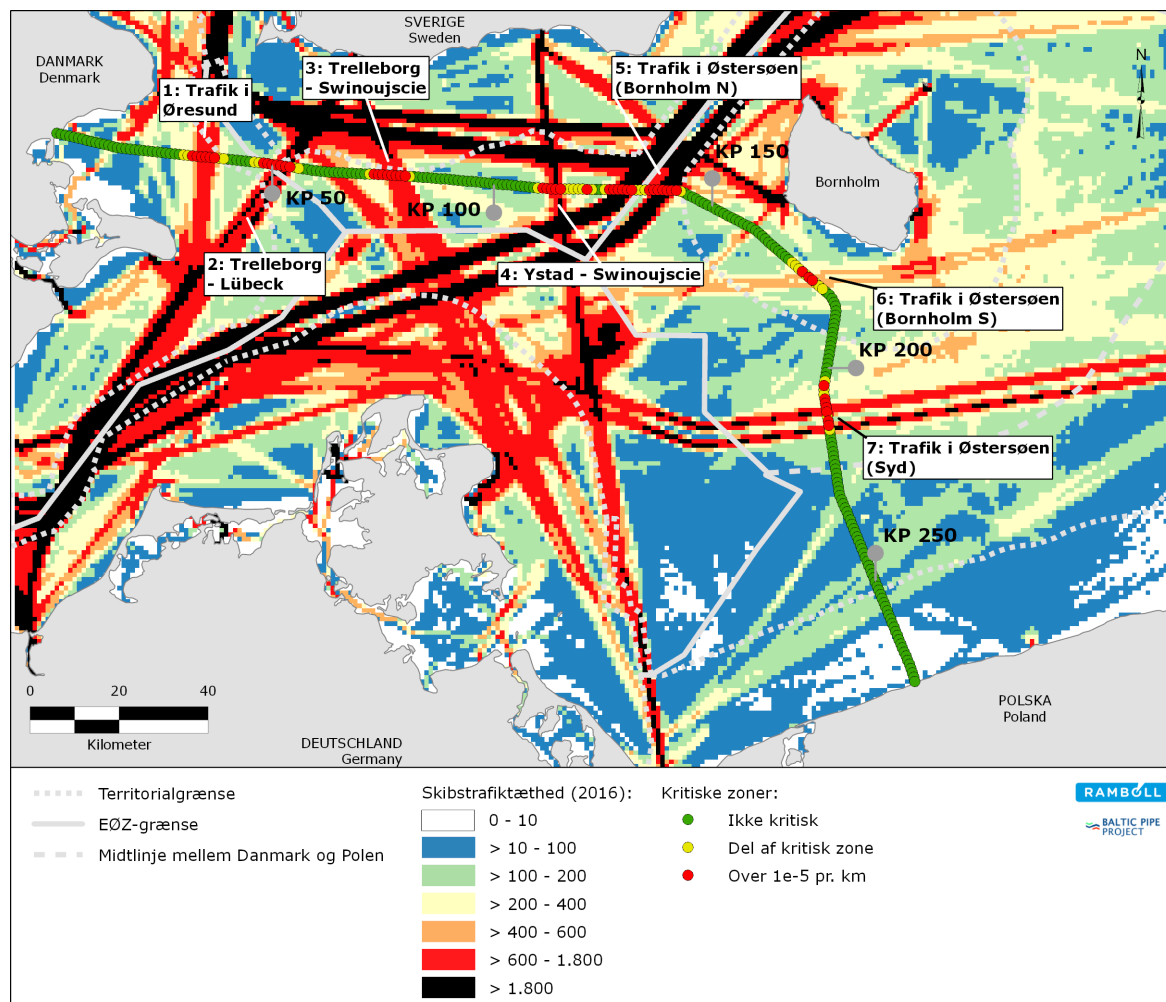 SVERIGE
Sweden
DANMARK
Denmark
N
1: Trafik i
Øresund
3: Trelleborg
- Swinoujscie
5: Trafik i Østersøen
(Bornholm N)
KP 150
Bornholm
KP 50
KP 100
2: Trelleborg
- Lübeck
4: Ystad - Swinoujscie
6: Trafik i Østersøen
(Bornholm S)
KP 200
7: Trafik i Østersøen
(Syd)
KP 250
0 20 40
Kilometer
DEUTSCHLAND
Germany
POLSKA
Poland
Territorialgrænse
EØZ-grænse
Midtlinje mellem Danmark og Polen
Skibstrafiktæthed (2016):
0 - 10
> 10 - 100
> 100 - 200
> 200 - 400
> 400 - 600
> 600 - 1.800
> 1.800
Kritiske zoner:
Ikke kritisk
Del af kritisk zone
Over 1e-5 pr. km
RAMBOLL
BALTIC PIPE
PROJECT